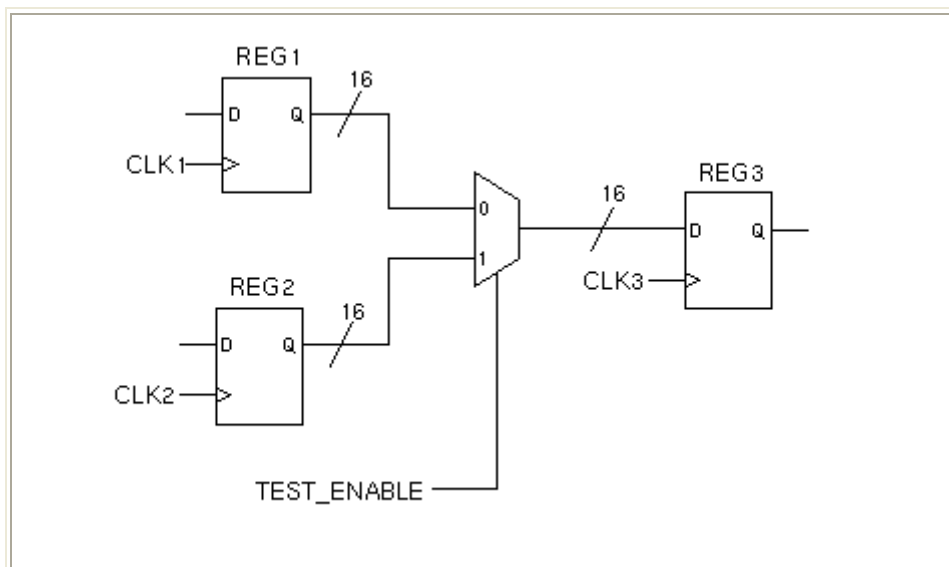 REG1
16
D Q
CLK1
REG3
16
0
D Q
1
CLK3
REG2
16
D Q
CLK2
TEST_ENABLE